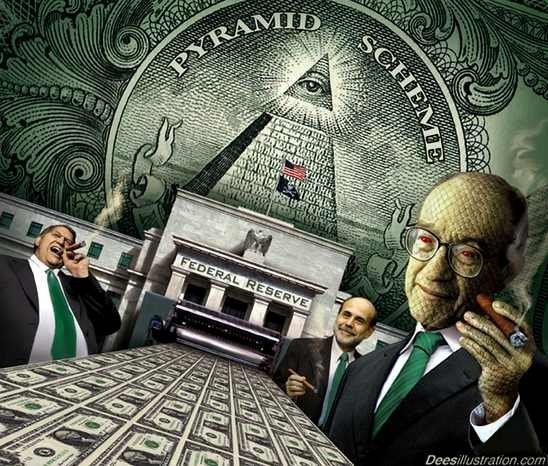 PYRAMID SCHEME
FEDERAL RESERVE
Deesillustration.com